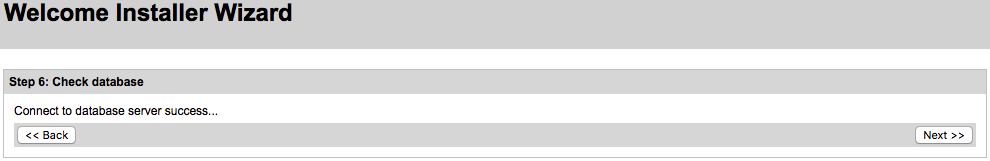 Welcome Installer Wizard
Step 6: Check database
Connect to database server success...
<< Back
Next >>